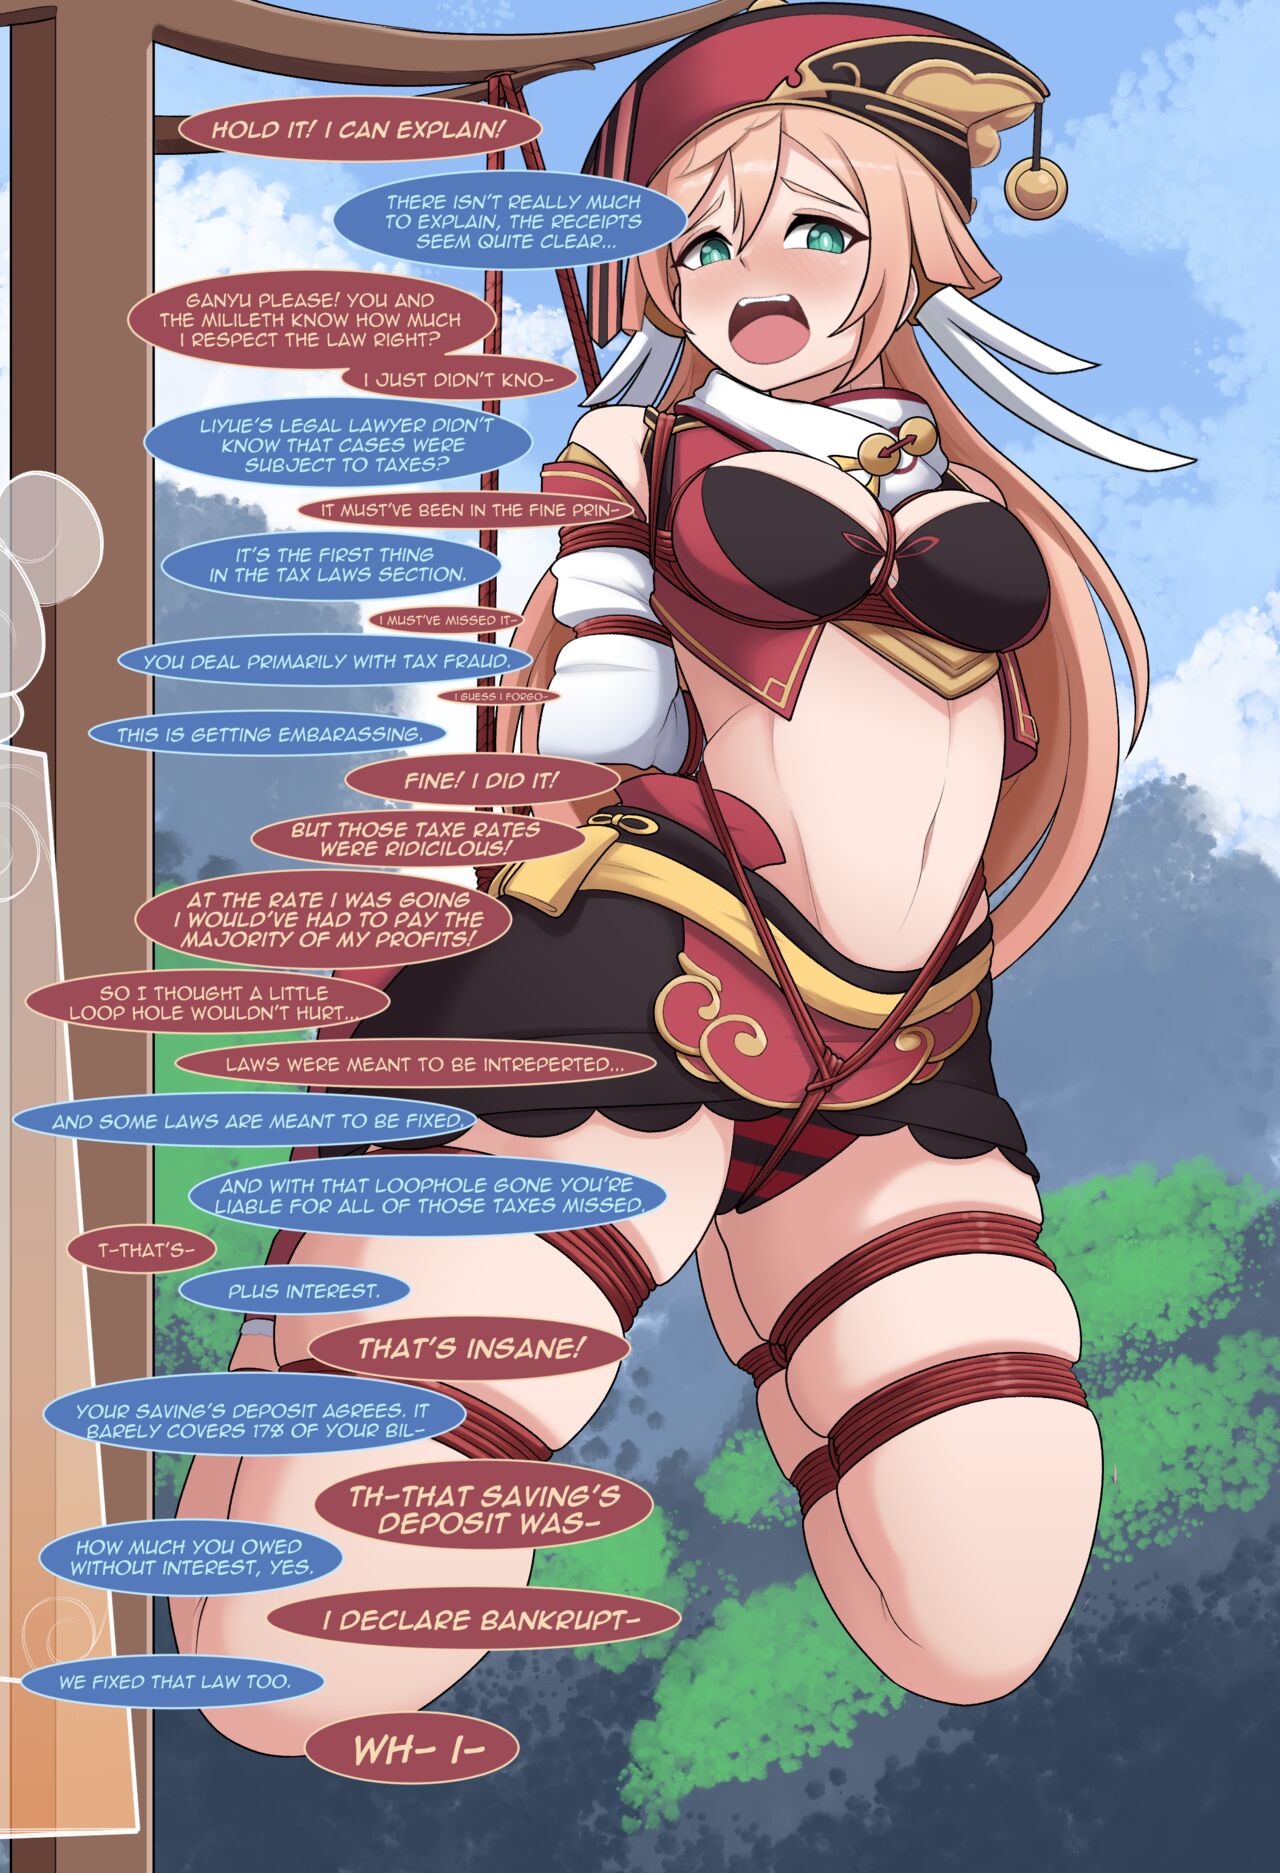 HOLD IT! I CAN EXPLAIN!
THERE ISN'T REALLY MUCH
TO EXPLAIN, THE RECEIPTS
SEEM QUITE CLEAR...
GANYU PLEASE! YOU AND
THE MILILETH KNOW HOW MUCH
I RESPECT THE LAW RIGHT?
I JUST DIDN'T KNO-
LIYUE'S LEGAL LAWYER DIDN'T
KNOW THAT CASES WERE
SUBJECT TO TAXES?
IT MUST'VE BEEN IN THE FINE PRIN-
IT'S THE FIRST THING
IN THE TAX LAWS SECTION.
I MUST'VE MISSED IT-
YOU DEAL PRIMARILY WITH TAX FRAUD.
I GUESS I FORGO-
THIS IS GETTING EMBARASSING.
FINE! I DID IT!
BUT THOSE TAXE RATES
WERE RIDICILOUS!
AT THE RATE I WAS GOING
I WOULD'VE HAD TO PAY THE
MAJORITY OF MY PROFITS!
SO I THOUGHT A LITTLE
LOOP HOLE WOULDN'T HURT...
LAWS WERE MEANT TO BE INTREPERTED...
AND SOME LAWS ARE MEANT TO BE FIXED.
AND WITH THAT LOOPHOLE GONE YOU'RE
LIABLE FOR ALL OF THOSE TAXES MISSED.
T-THAT'S-
PLUS INTEREST.
THAT'S INSANE!
YOUR SAVING'S DEPOSIT AGREES. IT
BARELY COVERS 17% OF YOUR BIL-
TH-THAT SAVING'S
DEPOSIT WAS-
HOW MUCH YOU OWED
WITHOUT INTEREST, YES.
I DECLARE BANKRUPT-
WE FIXED THAT LAW TOO.
WH- I-